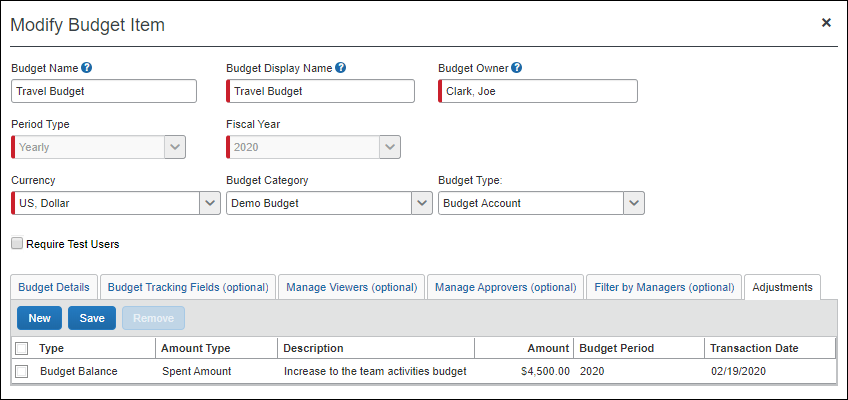 Modify Budget Item ×
Budget Name ? Budget Display Name ? Budget Owner ?
Travel Budget Travel Budget Clark, Joe
Period Type Fiscal Year
Yearly 2020
Currency Budget Category Budget Type:
US, Dollar Demo Budget Budget Account
Require Test Users
Budget Details Budget Tracking Fields (optional) Manage Viewers (optional) Manage Approvers (optional) Filter by Managers (optional) Adjustments
New Save Remove
Type Amount Type Description Amount Budget Period Transaction Date
Budget Balance Spent Amount Increase to the team activities budget $4,500.00 2020 02/19/2020